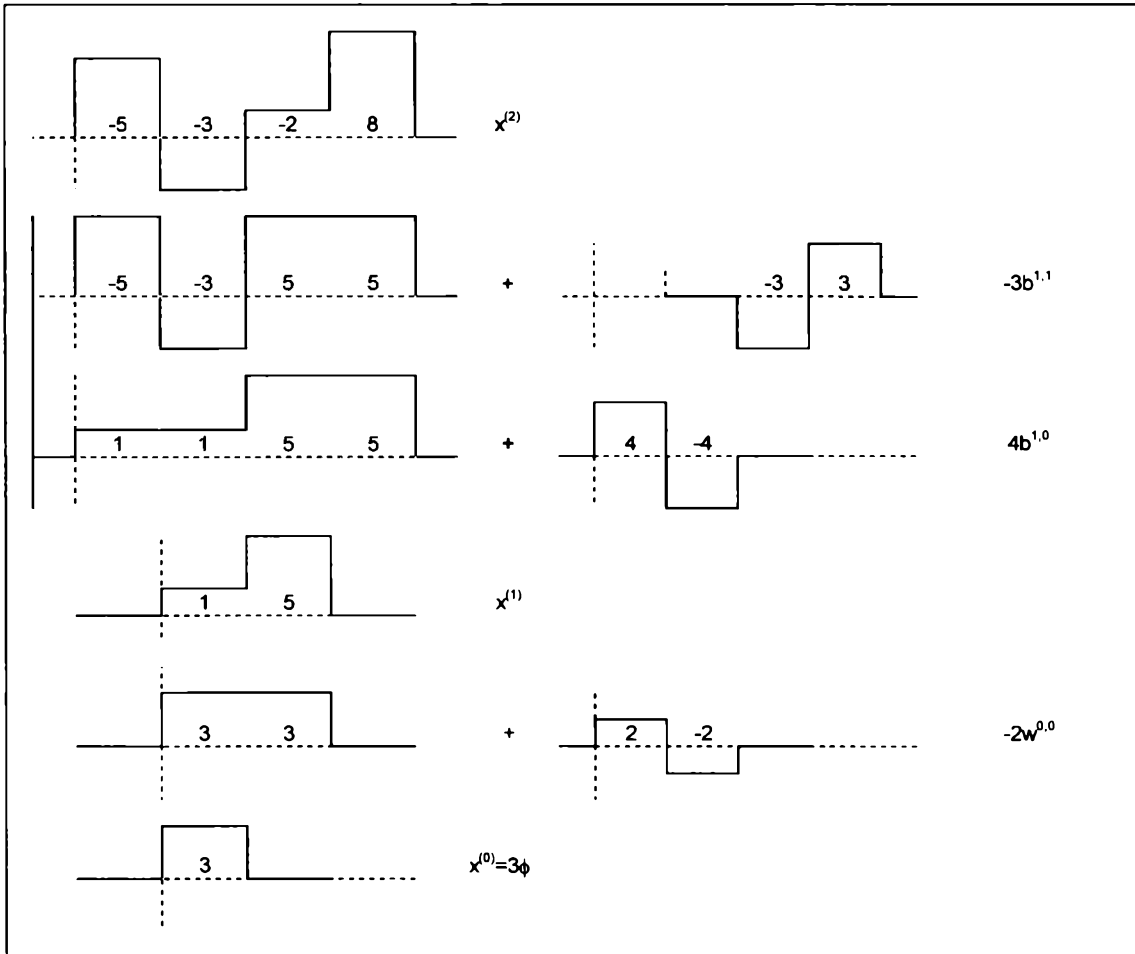 -5 -3 -2 8 x⁽²⁾
-5 -3 5 5 + -3 3 -3b¹,¹
1 1 5 5 + 4 -4 4b¹,⁰
1 5 x⁽¹⁾
3 3 + 2 -2 -2w⁰,⁰
3 x⁽⁰⁾=3ϕ